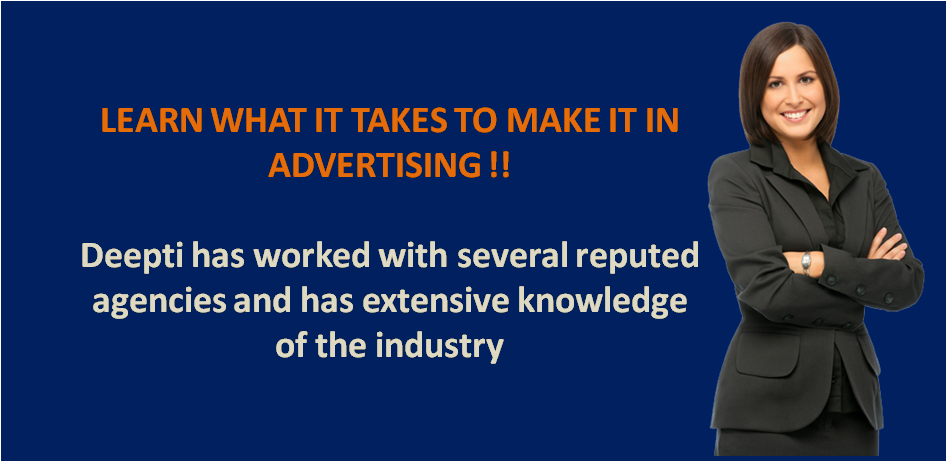 LEARN WHAT IT TAKES TO MAKE IT IN
ADVERTISING !!
Deepti has worked with several reputed
agencies and has extensive knowledge
of the industry